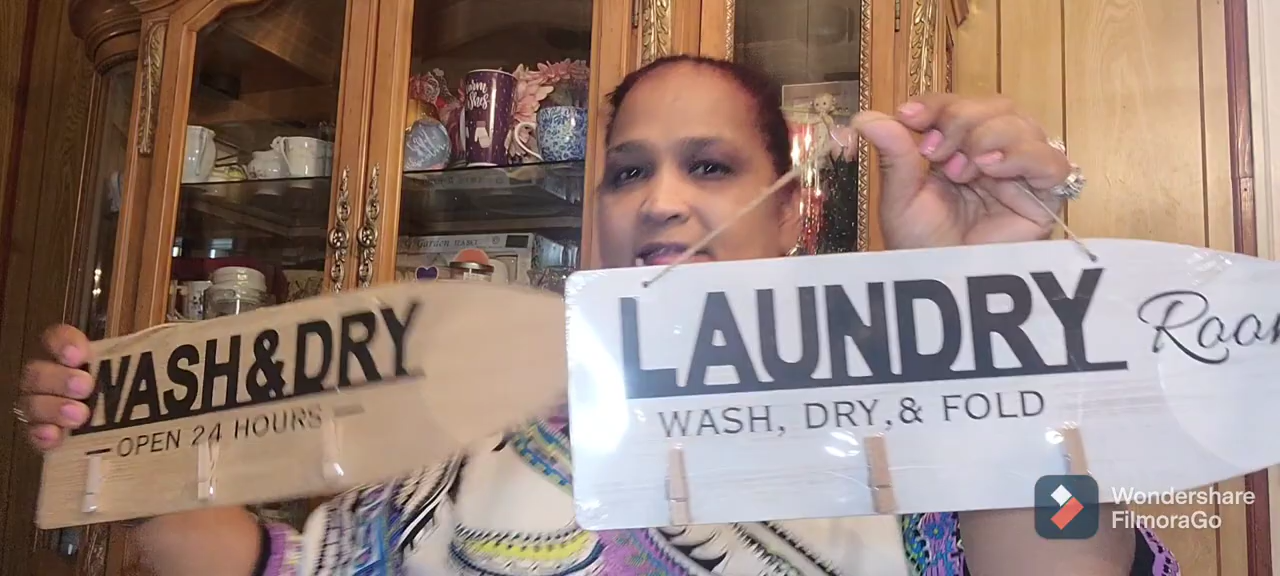 WASH&DRY
OPEN 24 HOURS
LAUNDRY
WASH, DRY,& FOLD
Wondershare
FilmoraGo